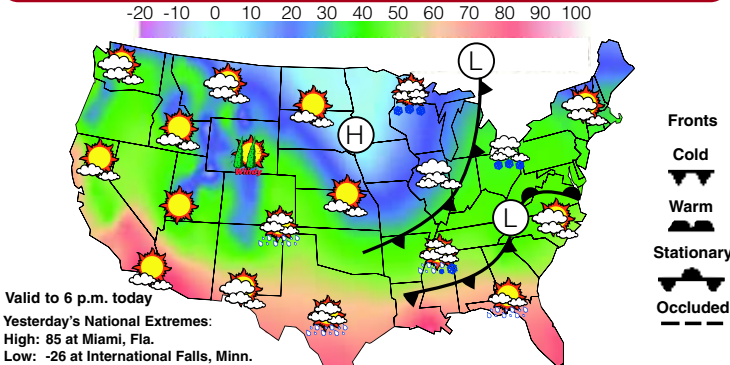 -20 -10 0 10 20 30 40 50 60 70 80 90 100
L
H
Windy
L
Fronts
Cold
Warm
Stationary
Occluded
Valid to 6 p.m. today
Yesterday's National Extremes:
High: 85 at Miami, Fla.
Low: -26 at International Falls, Minn.